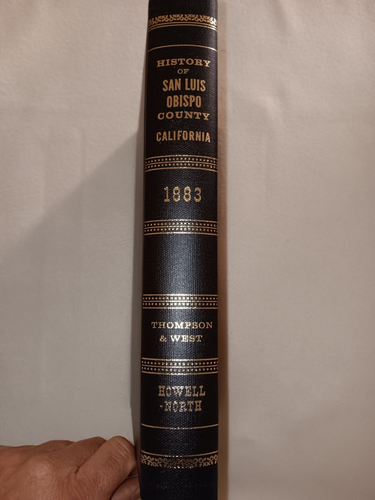 HISTORY
OF
SAN LUIS
OBISPO
COUNTY
CALIFORNIA
1883
THOMPSON
& WEST
HOWELL
-NORTH